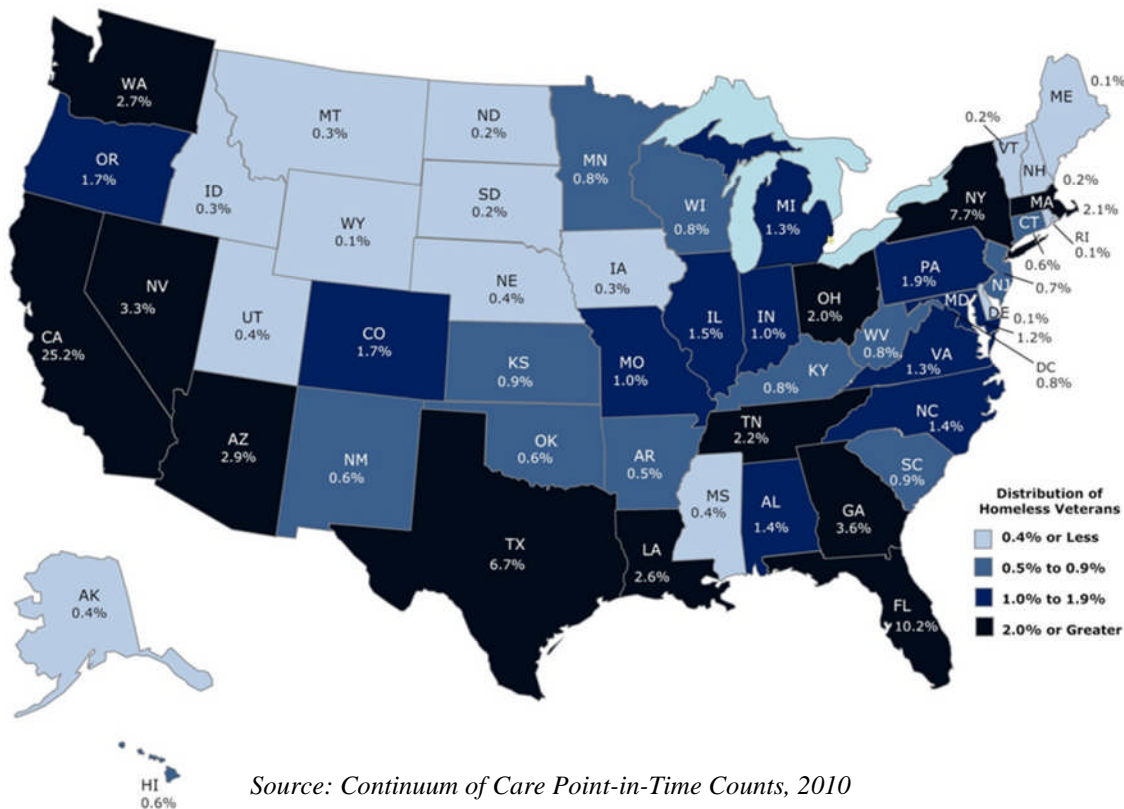 WA
2.7%
MT
0.3%
ND
0.2%
MN
0.8%
ME
0.1%
0.2%
VT
NH
0.2%
OR
1.7%
ID
0.3%
WY
0.1%
SD
0.2%
WI
0.8%
MI
1.3%
NY
7.7%
MA
2.1%
CT
0.6%
RI
0.1%
NV
3.3%
UT
0.4%
CO
1.7%
NE
0.4%
IA
0.3%
IL
1.5%
IN
1.0%
OH
2.0%
PA
1.9%
NJ
0.7%
MD
DE
0.1%
1.2%
DC
0.8%
CA
25.2%
KS
0.9%
MO
1.0%
KY
0.8%
WV
0.8%
VA
1.3%
AZ
2.9%
NM
0.6%
OK
0.6%
AR
0.5%
TN
2.2%
NC
1.4%
SC
0.9%
TX
6.7%
LA
2.6%
MS
0.4%
AL
1.4%
GA
3.6%
FL
10.2%
AK
0.4%
HI
0.6%
Distribution of
Homeless Veterans
0.4% or Less
0.5% to 0.9%
1.0% to 1.9%
2.0% or Greater
Source: Continuum of Care Point-in-Time Counts, 2010